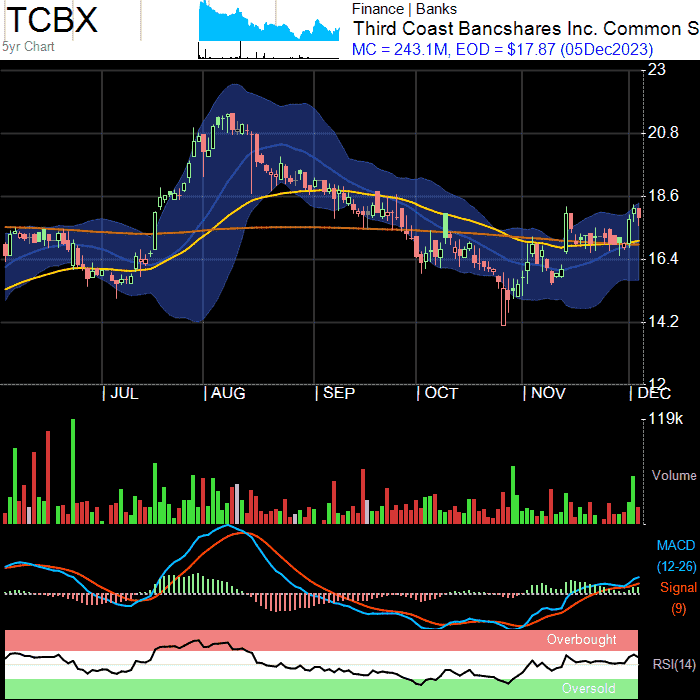 TCBX
5yr Chart
Finance | Banks
Third Coast Bancshares Inc. Common S
MC = 243.1M, EOD = $17.87 (05Dec2023)
23
20.8
18.6
16.4
14.2
12
JUL AUG SEP OCT NOV DEC
119k
Volume
MACD
(12-26)
Signal
(9)
Overbought
RSI(14)
Oversold